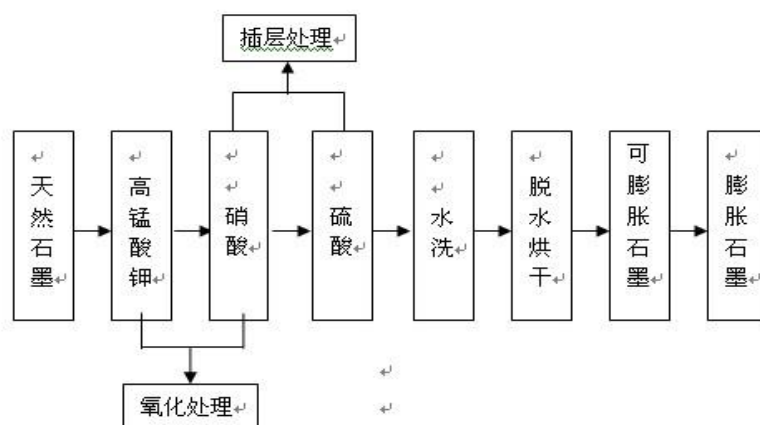 插层处理
天然石墨
高锰酸钾
硝酸
硫酸
水洗
脱水烘干
可膨胀石墨
膨胀石墨
氧化处理